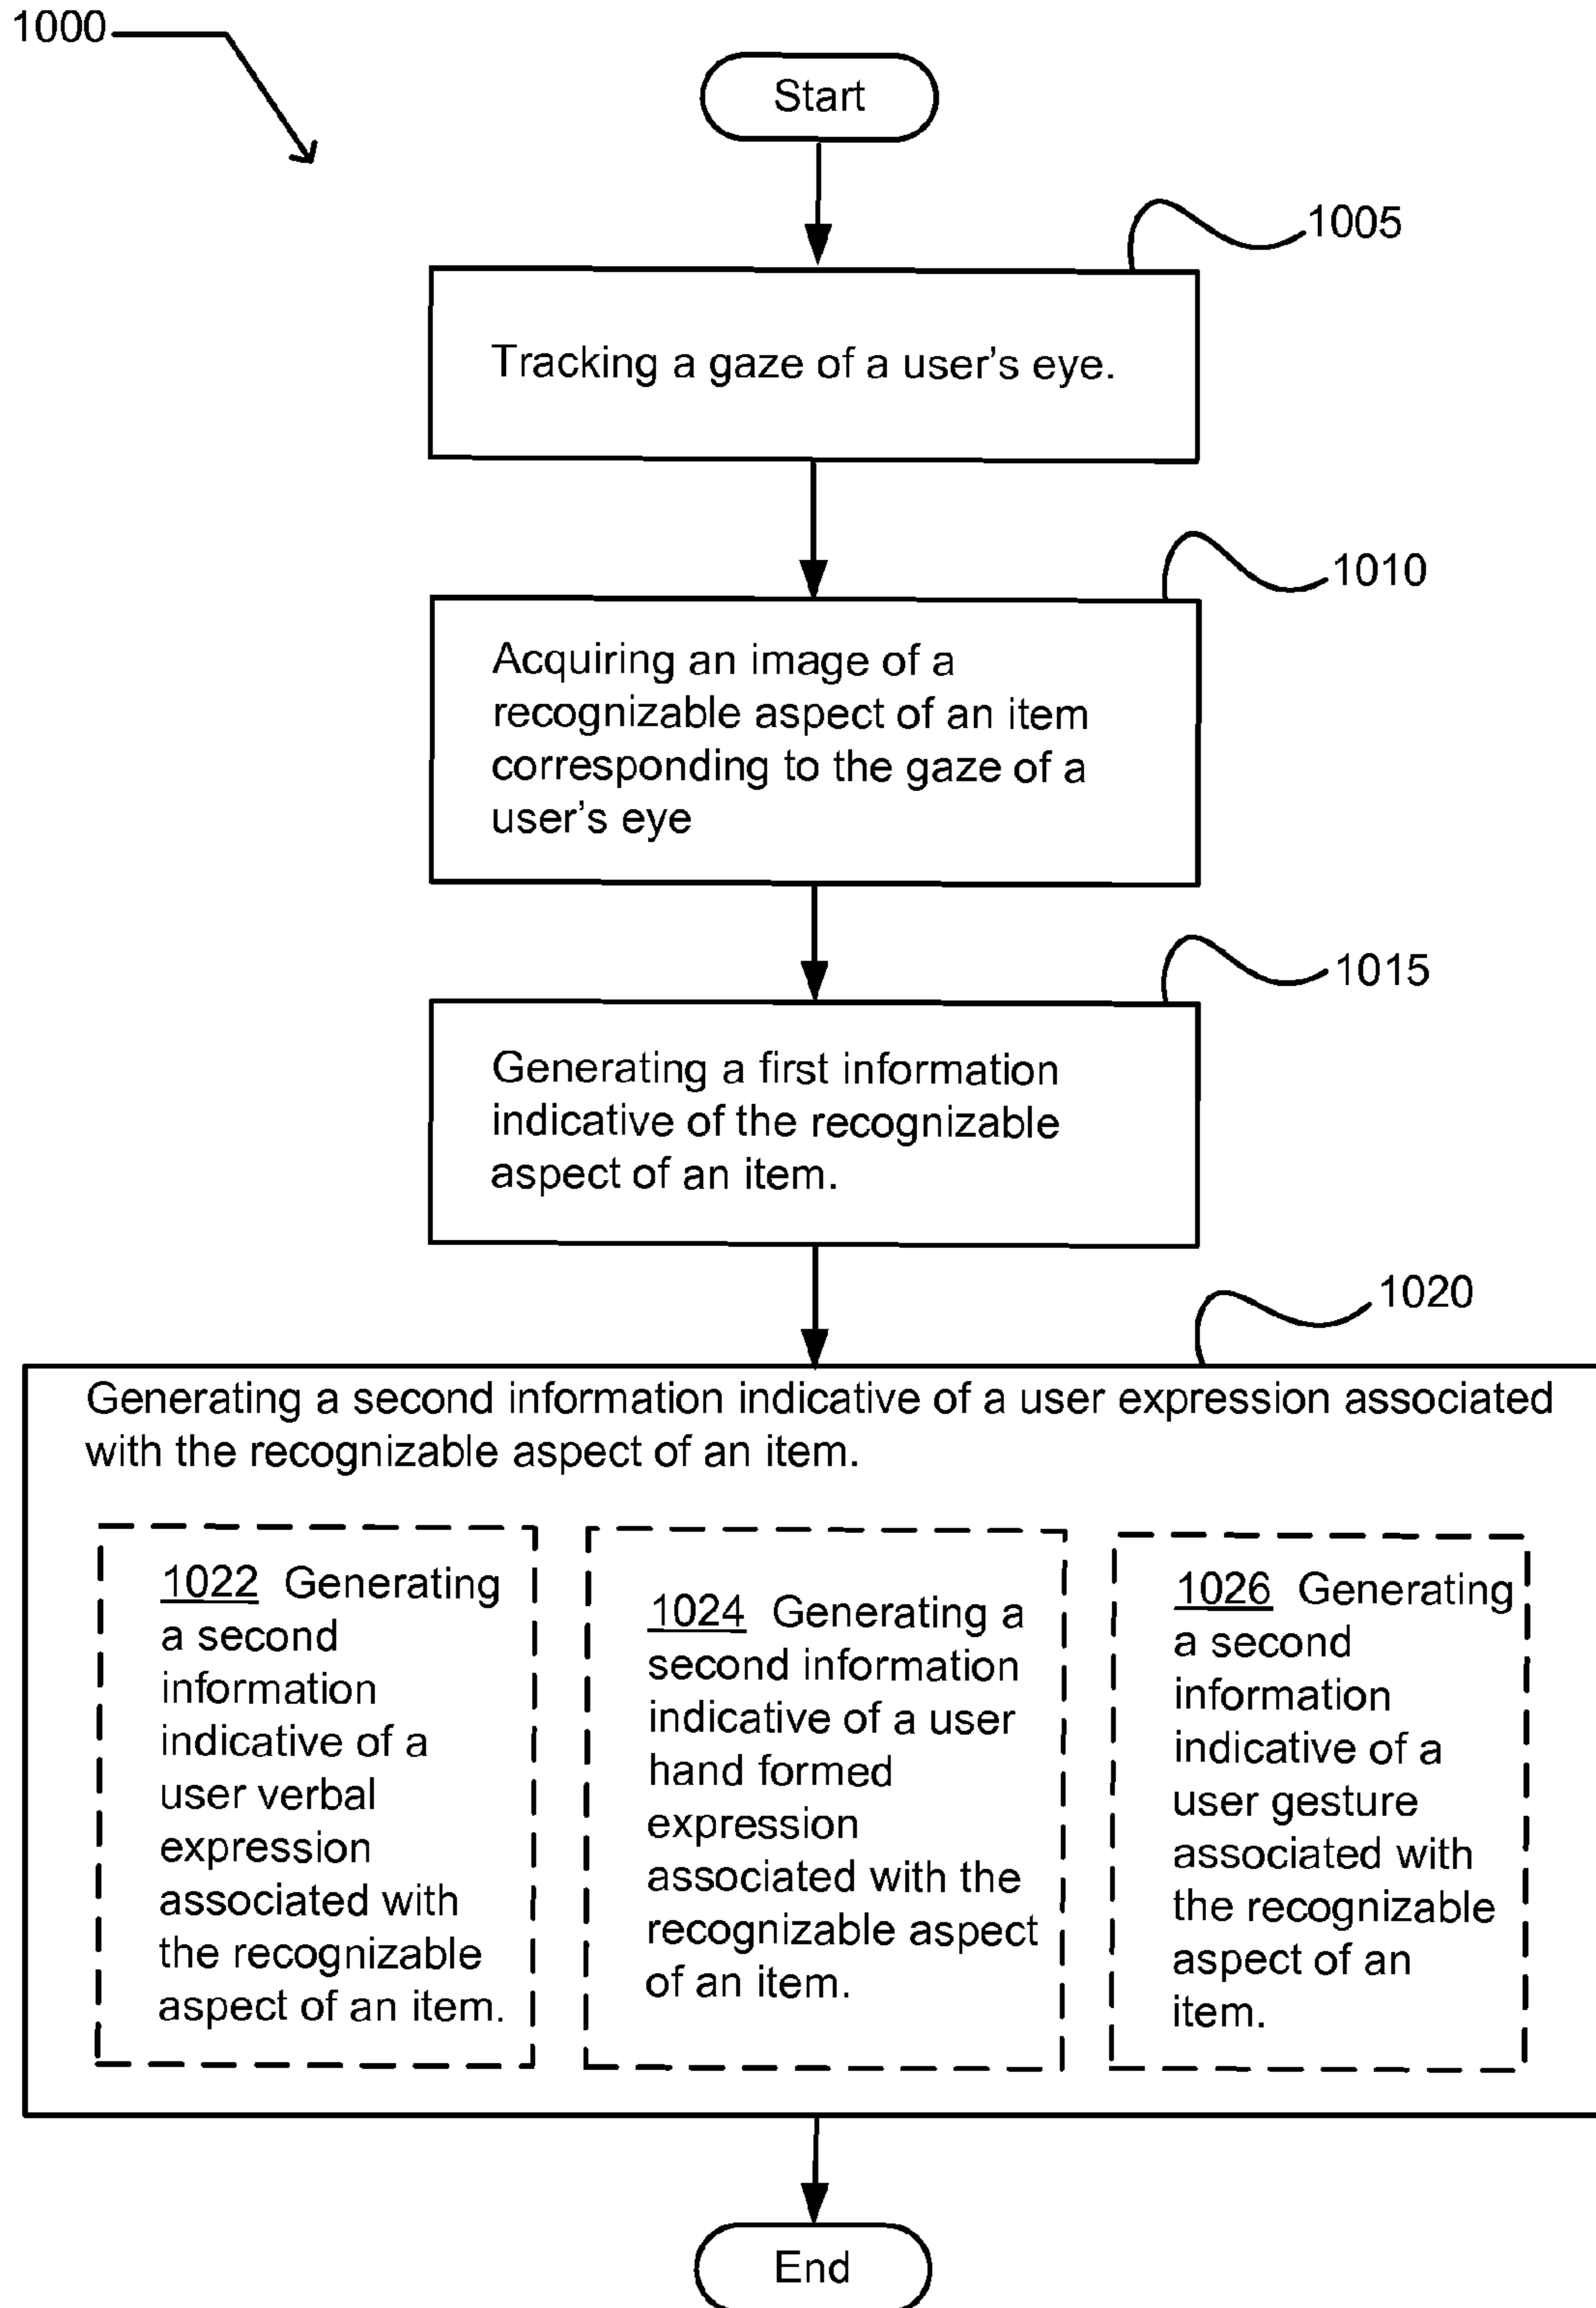 1000
Start
1005
Tracking a gaze of a user's eye.
1010
Acquiring an image of a
recognizable aspect of an item
corresponding to the gaze of a
user's eye
1015
Generating a first information
indicative of the recognizable
aspect of an item.
1020
Generating a second information indicative of a user expression associated
with the recognizable aspect of an item.
1022 Generating
a second
information
indicative of a
user verbal
expression
associated with
the recognizable
aspect of an item.
1024 Generating a
second information
indicative of a user
hand formed
expression
associated with the
recognizable aspect
of an item.
1026 Generating
a second
information
indicative of a
user gesture
associated with
the recognizable
aspect of an
item.
End